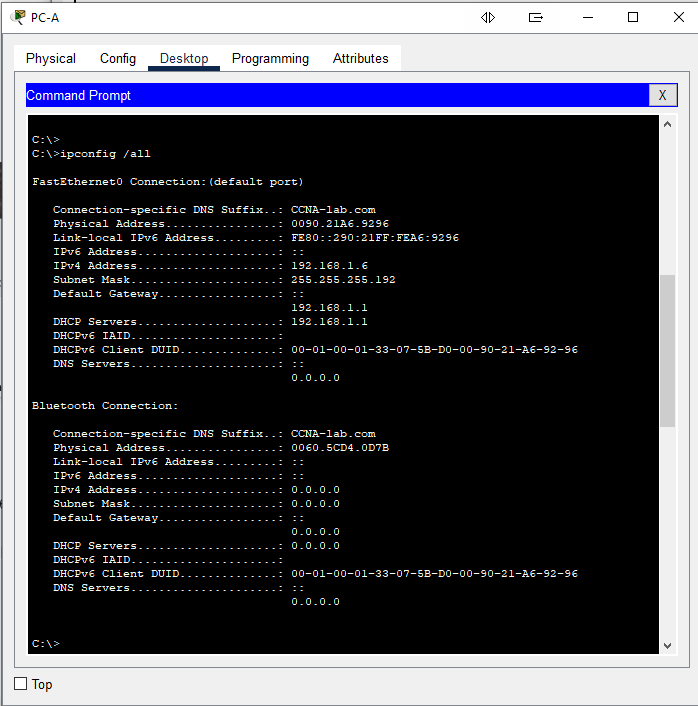 PC-A
Physical Config Desktop Programming Attributes
Command Prompt X
C:\>
C:\>ipconfig /all
FastEthernet0 Connection:(default port)
Connection-specific DNS Suffix..: CCNA-lab.com
Physical Address................: 0090.21A6.9296
Link-local IPv6 Address.........: FE80::290:21FF:FEA6:9296
IPv6 Address....................: ::
IPv4 Address....................: 192.168.1.6
Subnet Mask.....................: 255.255.255.192
Default Gateway.................: ::
192.168.1.1
DHCP Servers....................: 192.168.1.1
DHCPv6 IAID.....................:
DHCPv6 Client DUID..............: 00-01-00-01-33-07-5B-D0-00-90-21-A6-92-96
DNS Servers.....................: ::
0.0.0.0
Bluetooth Connection:
Connection-specific DNS Suffix..: CCNA-lab.com
Physical Address................: 0060.5CD4.0D7B
Link-local IPv6 Address.........: ::
IPv6 Address....................: ::
IPv4 Address....................: 0.0.0.0
Subnet Mask.....................: 0.0.0.0
Default Gateway.................: ::
0.0.0.0
DHCP Servers....................: 0.0.0.0
DHCPv6 IAID.....................:
DHCPv6 Client DUID..............: 00-01-00-01-33-07-5B-D0-00-90-21-A6-92-96
DNS Servers.....................: ::
0.0.0.0
C:\>
Top